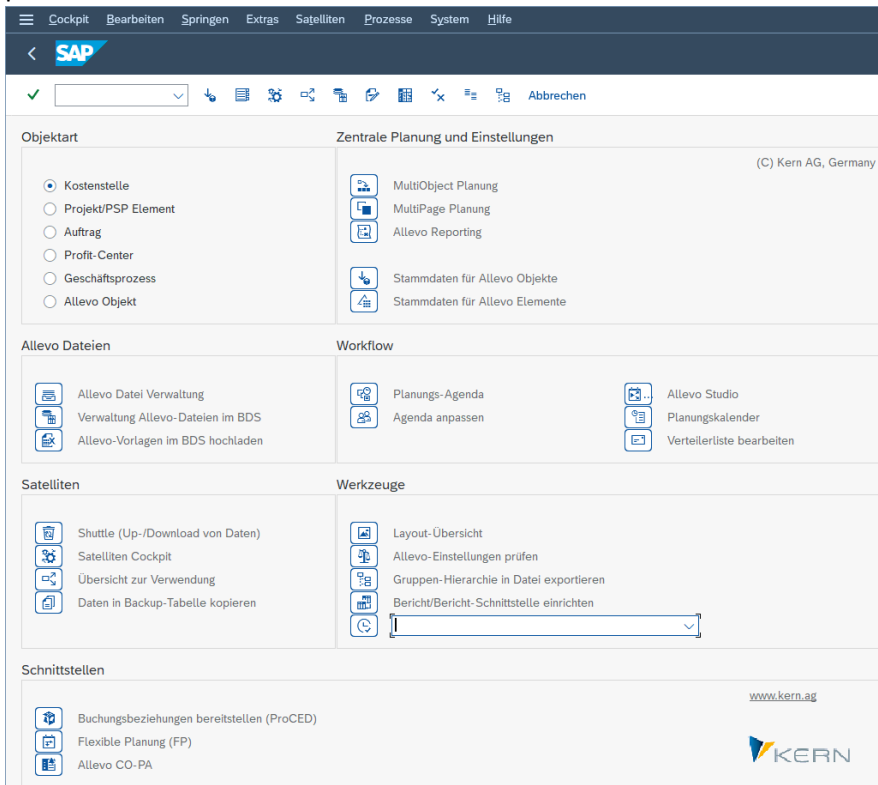 Cockpit Bearbeiten Springen Extras Satelliten Prozesse System Hilfe
SAP
Abbrechen
Objektart
Kostenstelle
Projekt/PSP Element
Auftrag
Profit-Center
Geschäftsprozess
Allevo Objekt
Zentrale Planung und Einstellungen
(C) Kern AG, Germany
MultiObject Planung
MultiPage Planung
Allevo Reporting
Stammdaten für Allevo Objekte
Stammdaten für Allevo Elemente
Allevo Dateien
Allevo Datei Verwaltung
Verwaltung Allevo-Dateien im BDS
Allevo-Vorlagen im BDS hochladen
Workflow
Planungs-Agenda
Agenda anpassen
...
Allevo Studio
Planungskalender
Verteilerliste bearbeiten
Satelliten
Shuttle (Up-/Download von Daten)
Satelliten Cockpit
Übersicht zur Verwendung
Daten in Backup-Tabelle kopieren
Werkzeuge
Layout-Übersicht
Allevo-Einstellungen prüfen
Gruppen-Hierarchie in Datei exportieren
Bericht/Bericht-Schnittstelle einrichten
Schnittstellen
Buchungsbeziehungen bereitstellen (ProCED)
Flexible Planung (FP)
Allevo CO-PA
www.kern.ag
KERN